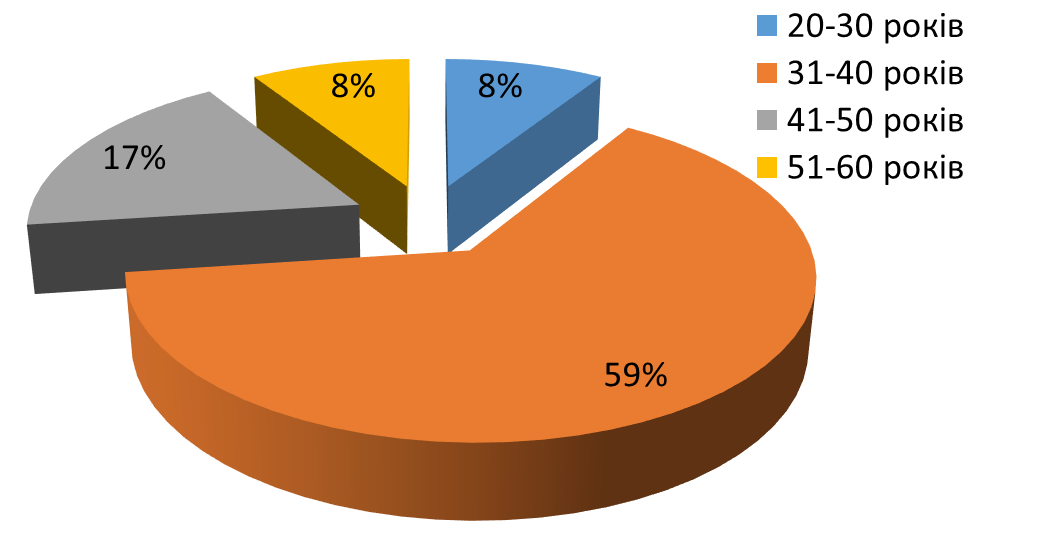 20-30 років
31-40 років
41-50 років
51-60 років
8%
8%
17%
59%